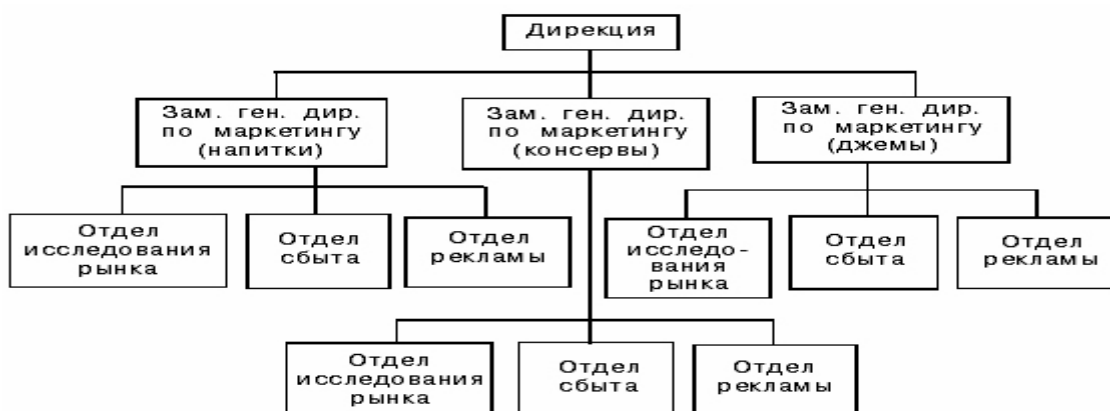 Дирекция
Зам. ген. дир.
по маркетингу
(напитки)
Зам. ген. дир.
по маркетингу
(консервы)
Зам. ген. дир.
по маркетингу
(джемы)
Отдел
исследования
рынка
Отдел
сбыта
Отдел
рекламы
Отдел
исследо-
вания
рынка
Отдел
сбыта
Отдел
рекламы
Отдел
исследования
рынка
Отдел
сбыта
Отдел
рекламы